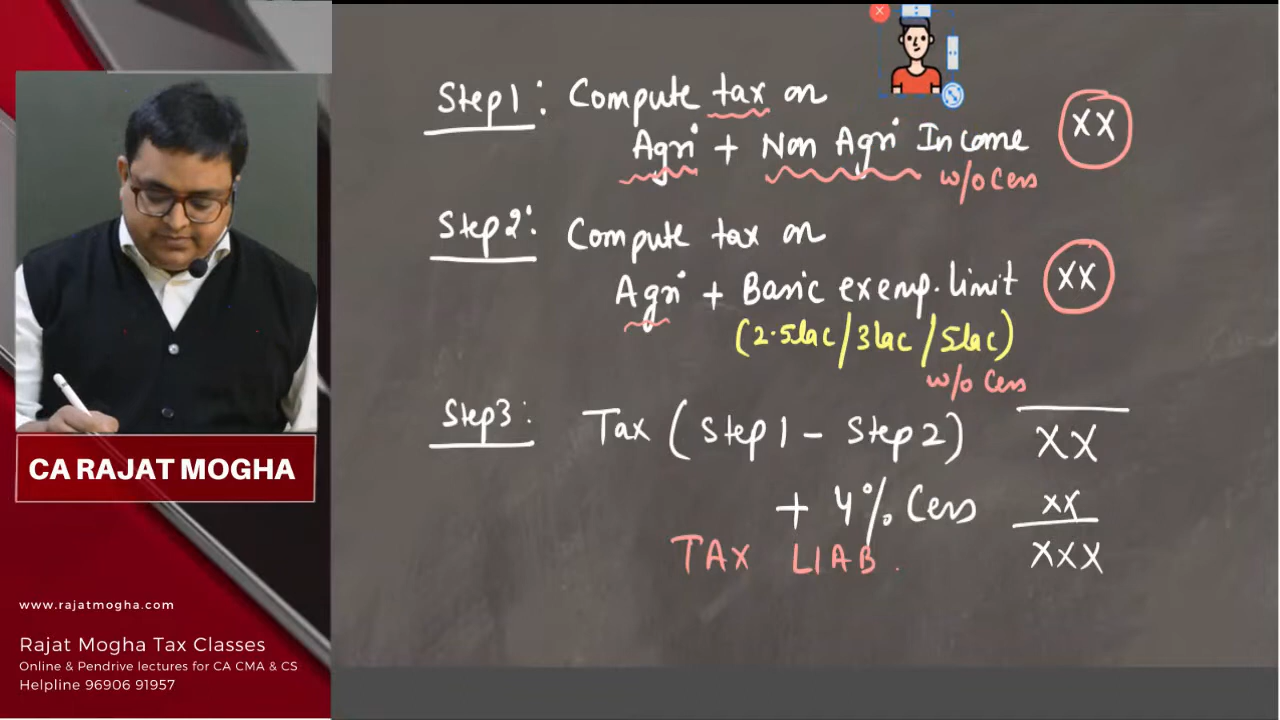 Step1: Compute tax on
Agri + Non Agri Income XX
w/o Cess
Step2: Compute tax on
Agri + Basic exemp. limit XX
(2.5lac/3lac/5lac)
w/o Cess
Step3: Tax (Step1 - Step2) XX
+ 4% Cess XX
TAX LIAB. XXX
CA RAJAT MOGHA
www.rajatmogha.com
Rajat Mogha Tax Classes
Online & Pendrive lectures for CA CMA & CS
Helpline 96906 91957